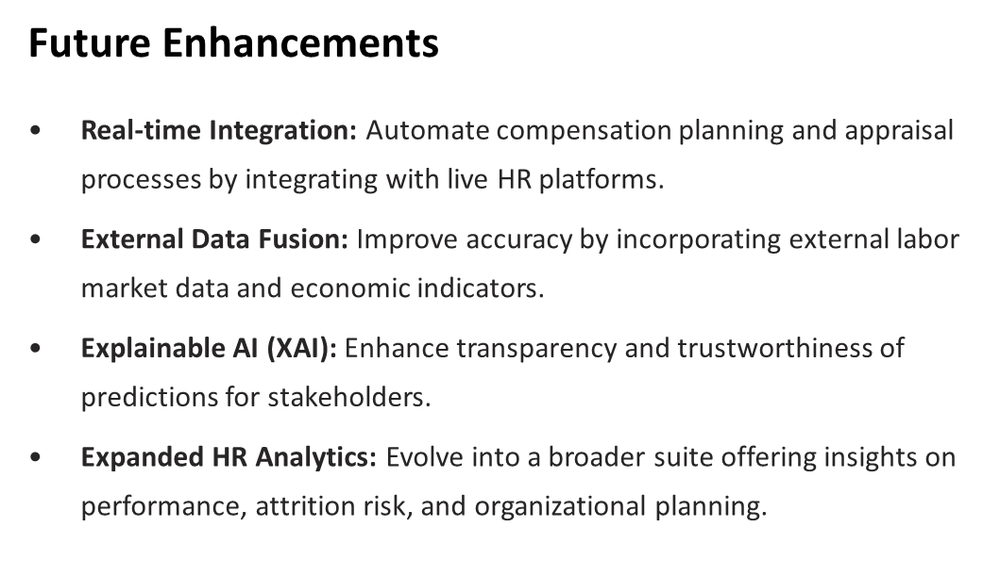 Future Enhancements
• Real-time Integration: Automate compensation planning and appraisal
processes by integrating with live HR platforms.
• External Data Fusion: Improve accuracy by incorporating external labor
market data and economic indicators.
• Explainable AI (XAI): Enhance transparency and trustworthiness of
predictions for stakeholders.
• Expanded HR Analytics: Evolve into a broader suite offering insights on
performance, attrition risk, and organizational planning.